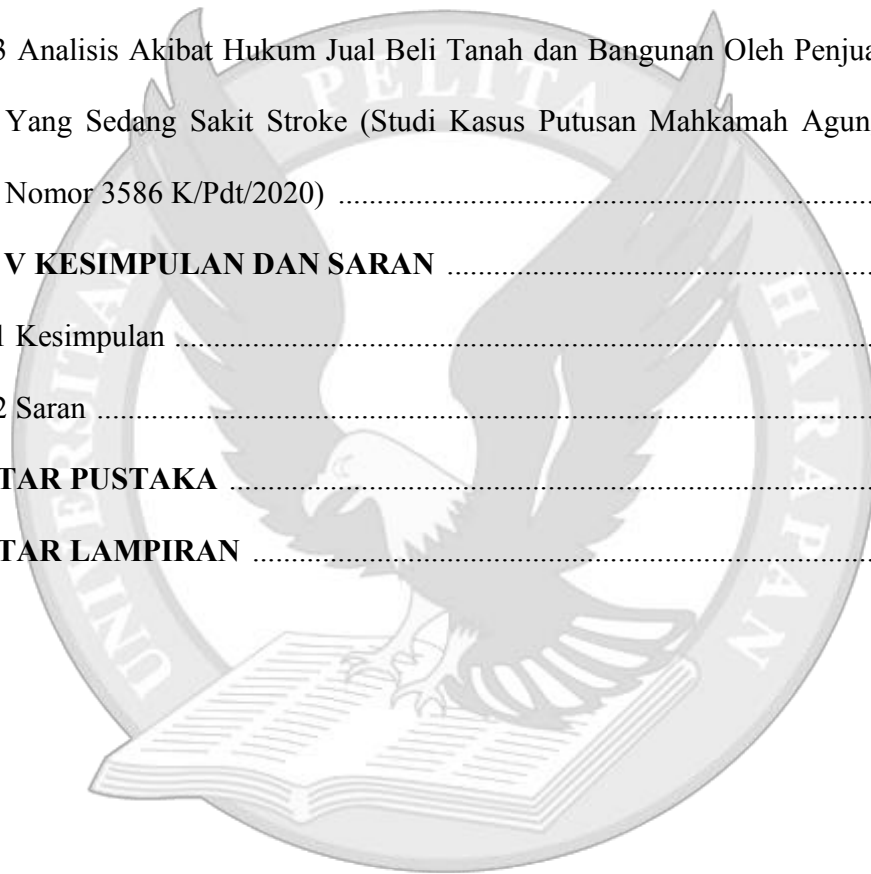 3 Analisis Akibat Hukum Jual Beli Tanah dan Bangunan Oleh Penjua
Yang Sedang Sakit Stroke (Studi Kasus Putusan Mahkamah Agun
Nomor 3586 K/Pdt/2020) ................................................................
V KESIMPULAN DAN SARAN ................................................................
1 Kesimpulan ................................................................
2 Saran ................................................................
TAR PUSTAKA ................................................................
TAR LAMPIRAN ................................................................
UNIVERSITAS PELITA HARAPAN